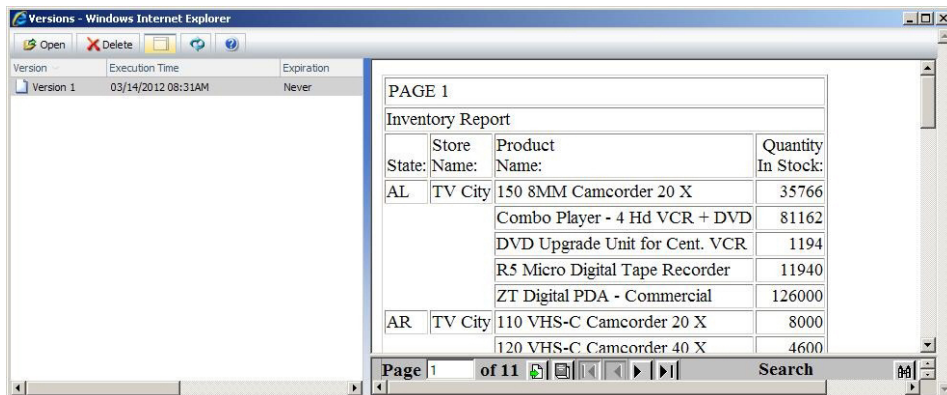 Versions - Windows Internet Explorer
Open Delete
Version Execution Time Expiration
Version 1 03/14/2012 08:31AM Never
PAGE 1
Inventory Report
State: Store Name: Product Name: Quantity In Stock:
AL TV City 150 8MM Camcorder 20 X 35766
Combo Player - 4 Hd VCR + DVD 81162
DVD Upgrade Unit for Cent. VCR 1194
R5 Micro Digital Tape Recorder 11940
ZT Digital PDA - Commercial 126000
AR TV City 110 VHS-C Camcorder 20 X 8000
120 VHS-C Camcorder 40 X 4600
Page 1 of 11 Search